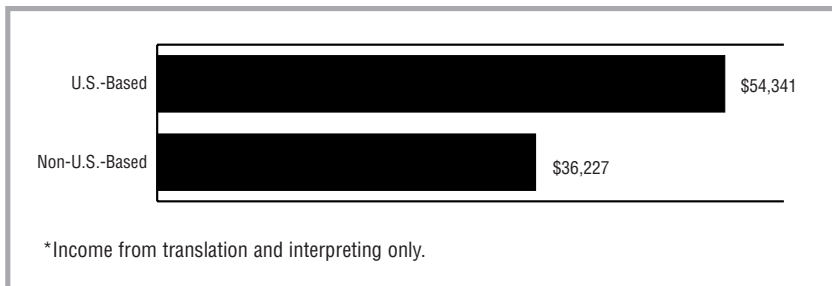 U.S.-Based
$54,341
Non-U.S.-Based
$36,227
*Income from translation and interpreting only.